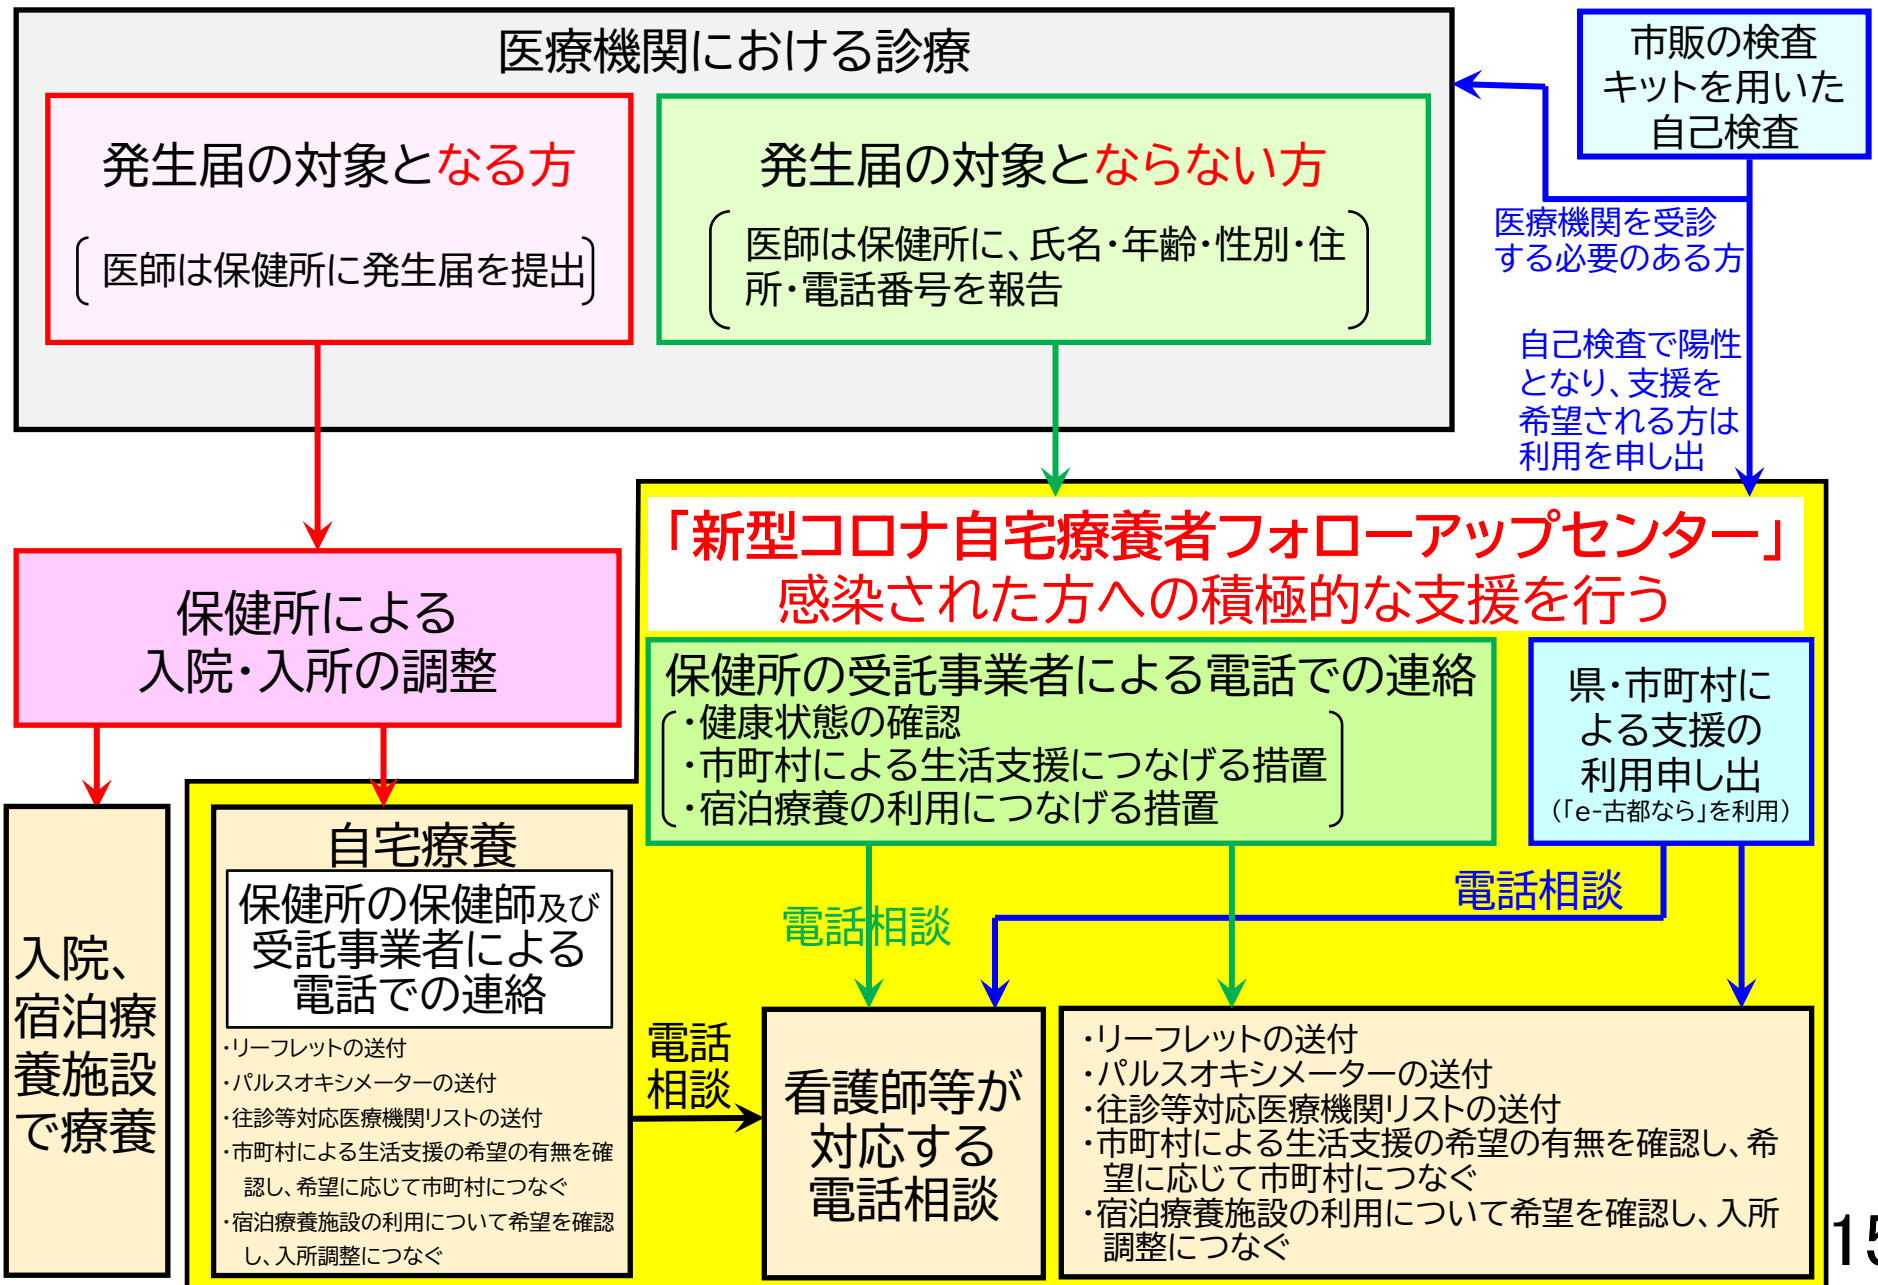 医療機関における診療
発生届の対象となる方
医師は保健所に発生届を提出
発生届の対象とならない方
医師は保健所に、氏名・年齢・性別・住
所・電話番号を報告
市販の検査
キットを用いた
自己検査
医療機関を受診
する必要のある方
自己検査で陽性
となり、支援を
希望される方は
利用を申し出
「新型コロナ自宅療養者フォローアップセンター」
感染された方への積極的な支援を行う
保健所による
入院・入所の調整
保健所の受託事業者による電話での連絡
・健康状態の確認
・市町村による生活支援につなげる措置
・宿泊療養の利用につなげる措置
県・市町村に
よる支援の
利用申し出
(「e-古都なら」を利用)
電話相談
電話相談
入院、
宿泊療
養施設
で療養
自宅療養
保健所の保健師及び
受託事業者による
電話での連絡
・リーフレットの送付
・パルスオキシメーターの送付
・往診等対応医療機関リストの送付
・市町村による生活支援の希望の有無を確
認し、希望に応じて市町村につなぐ
・宿泊療養施設の利用について希望を確認
し、入所調整につなぐ
電話
相談
看護師等が
対応する
電話相談
・リーフレットの送付
・パルスオキシメーターの送付
・往診等対応医療機関リストの送付
・市町村による生活支援の希望の有無を確認し、希
望に応じて市町村につなぐ
・宿泊療養施設の利用について希望を確認し、入所
調整につなぐ
15